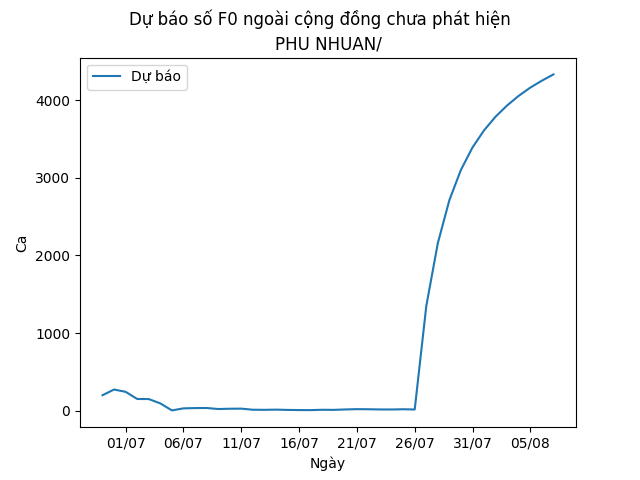 Dự báo số F0 ngoài cộng đồng chưa phát hiện
PHU NHUAN/
Dự báo
4000
3000
2000
1000
0
Ca
01/07 06/07 11/07 16/07 21/07 26/07 31/07 05/08
Ngày